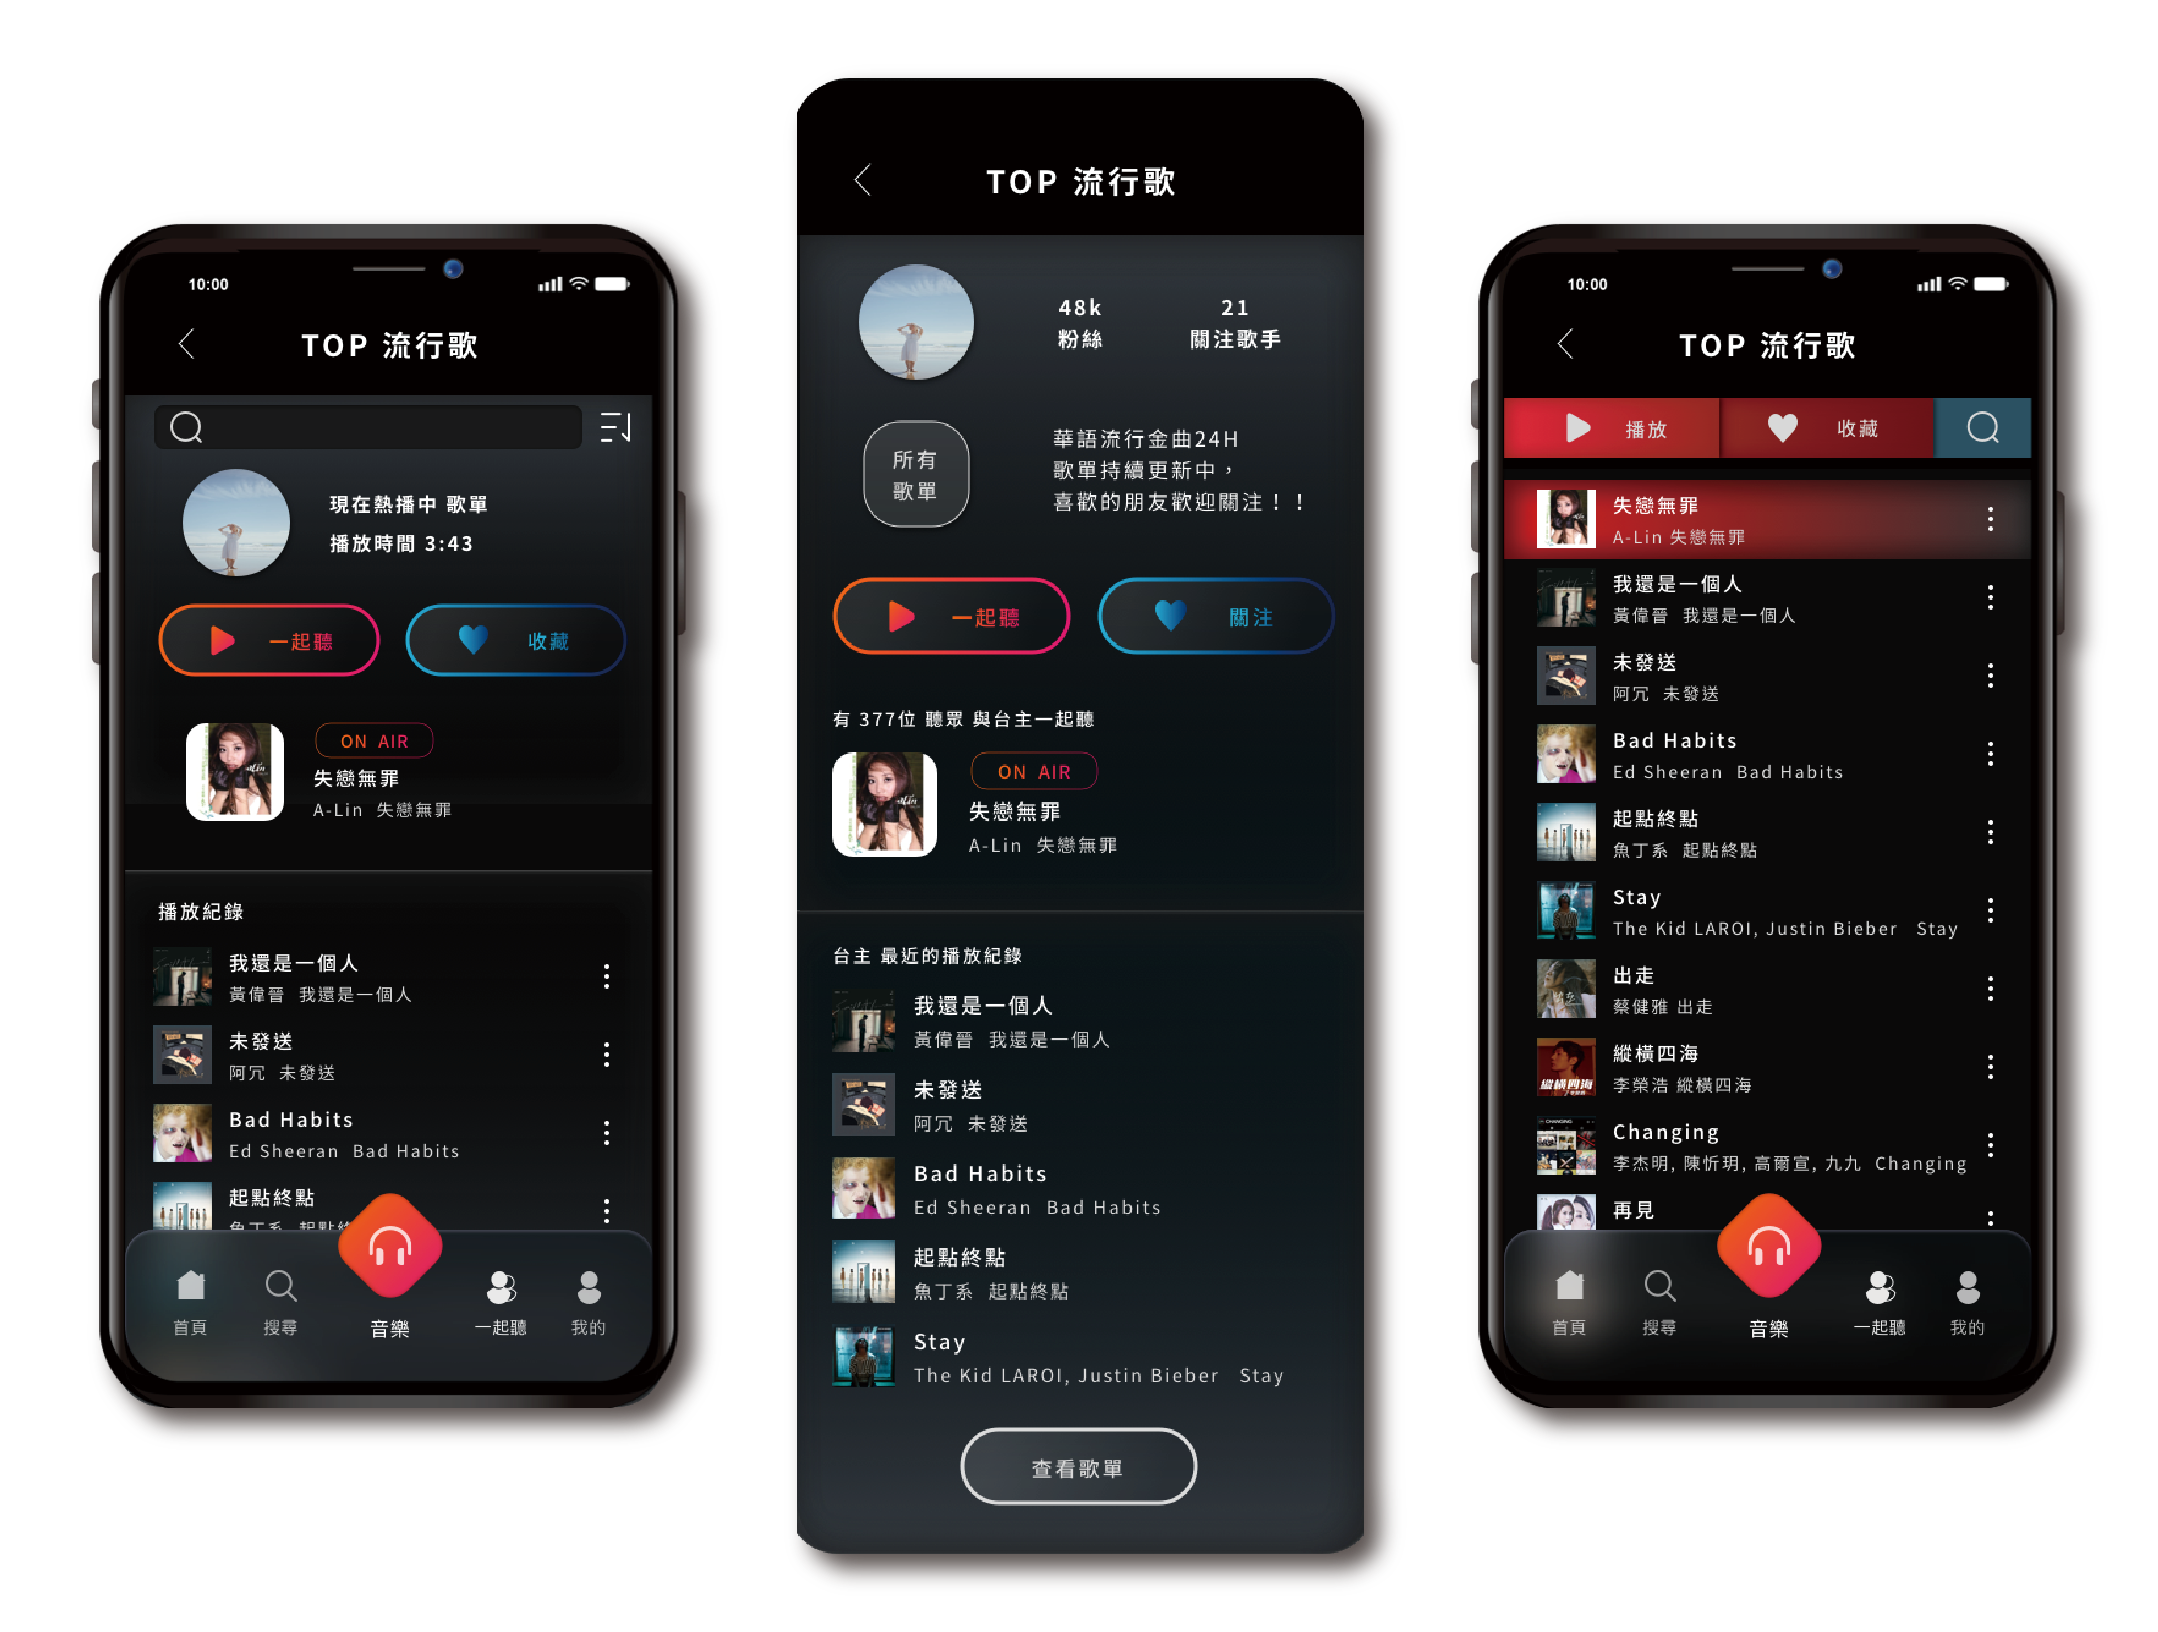 10:00
TOP 流行歌
現在熱播中 歌單
播放時間 3:43
一起聽
收藏
ON AIR
失戀無罪
A-Lin 失戀無罪
播放紀錄
我還是一個人
黃偉晉 我還是一個人
未發送
阿冗 未發送
Bad Habits
Ed Sheeran Bad Habits
起點終點
魚丁糸 起點終
首頁
搜尋
音樂
一起聽
我的
TOP 流行歌
48k
粉絲
21
關注歌手
所有
歌單
華語流行金曲24H
歌單持續更新中，
喜歡的朋友歡迎關注！！
一起聽
關注
有 377位 聽眾 與台主一起聽
ON AIR
失戀無罪
A-Lin 失戀無罪
台主 最近的播放紀錄
我還是一個人
黃偉晉 我還是一個人
未發送
阿冗 未發送
Bad Habits
Ed Sheeran Bad Habits
起點終點
魚丁糸 起點終點
Stay
The Kid LAROI, Justin Bieber Stay
查看歌單
10:00
TOP 流行歌
播放
收藏
失戀無罪
A-Lin 失戀無罪
我還是一個人
黃偉晉 我還是一個人
未發送
阿冗 未發送
Bad Habits
Ed Sheeran Bad Habits
起點終點
魚丁糸 起點終點
Stay
The Kid LAROI, Justin Bieber Stay
出走
蔡健雅 出走
縱橫四海
李榮浩 縱橫四海
縱橫四海
Changing
李杰明, 陳忻玥, 高爾宣, 九九 Changing
CHANGING
再見
首頁
搜尋
音樂
一起聽
我的